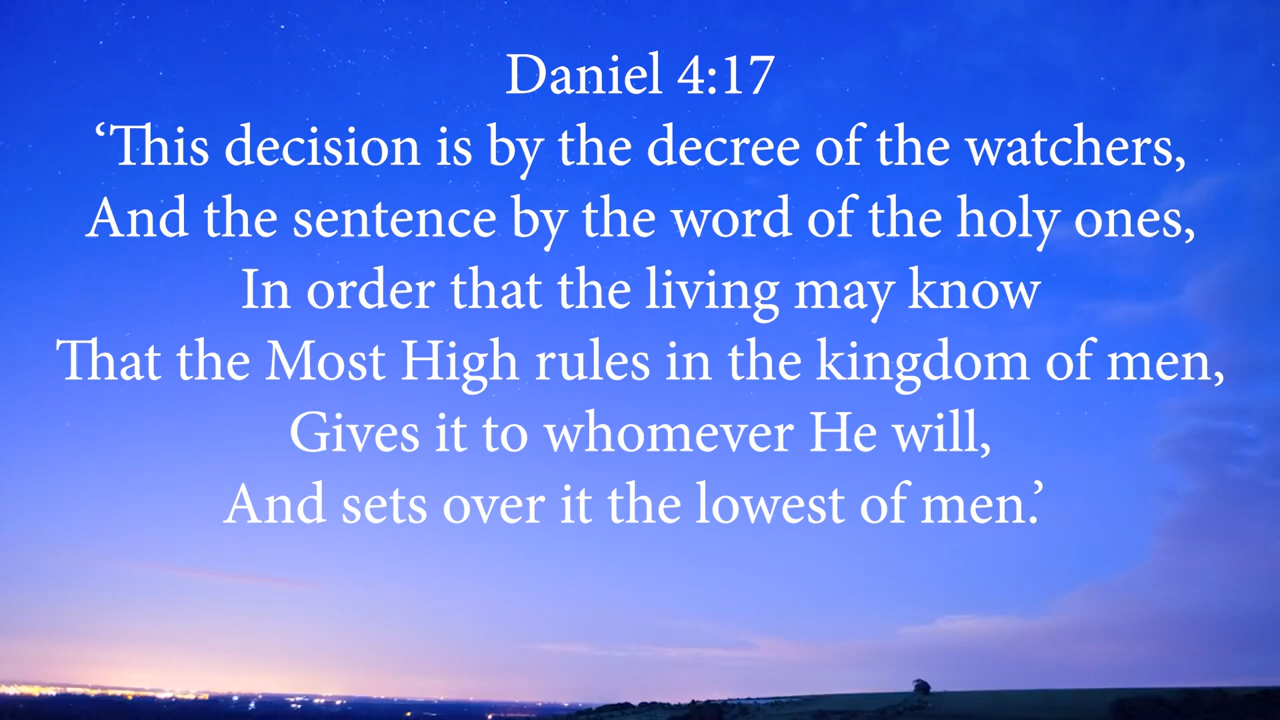 Daniel 4:17
‘This decision is by the decree of the watchers,
And the sentence by the word of the holy ones,
In order that the living may know
That the Most High rules in the kingdom of men,
Gives it to whomever He will,
And sets over it the lowest of men.’